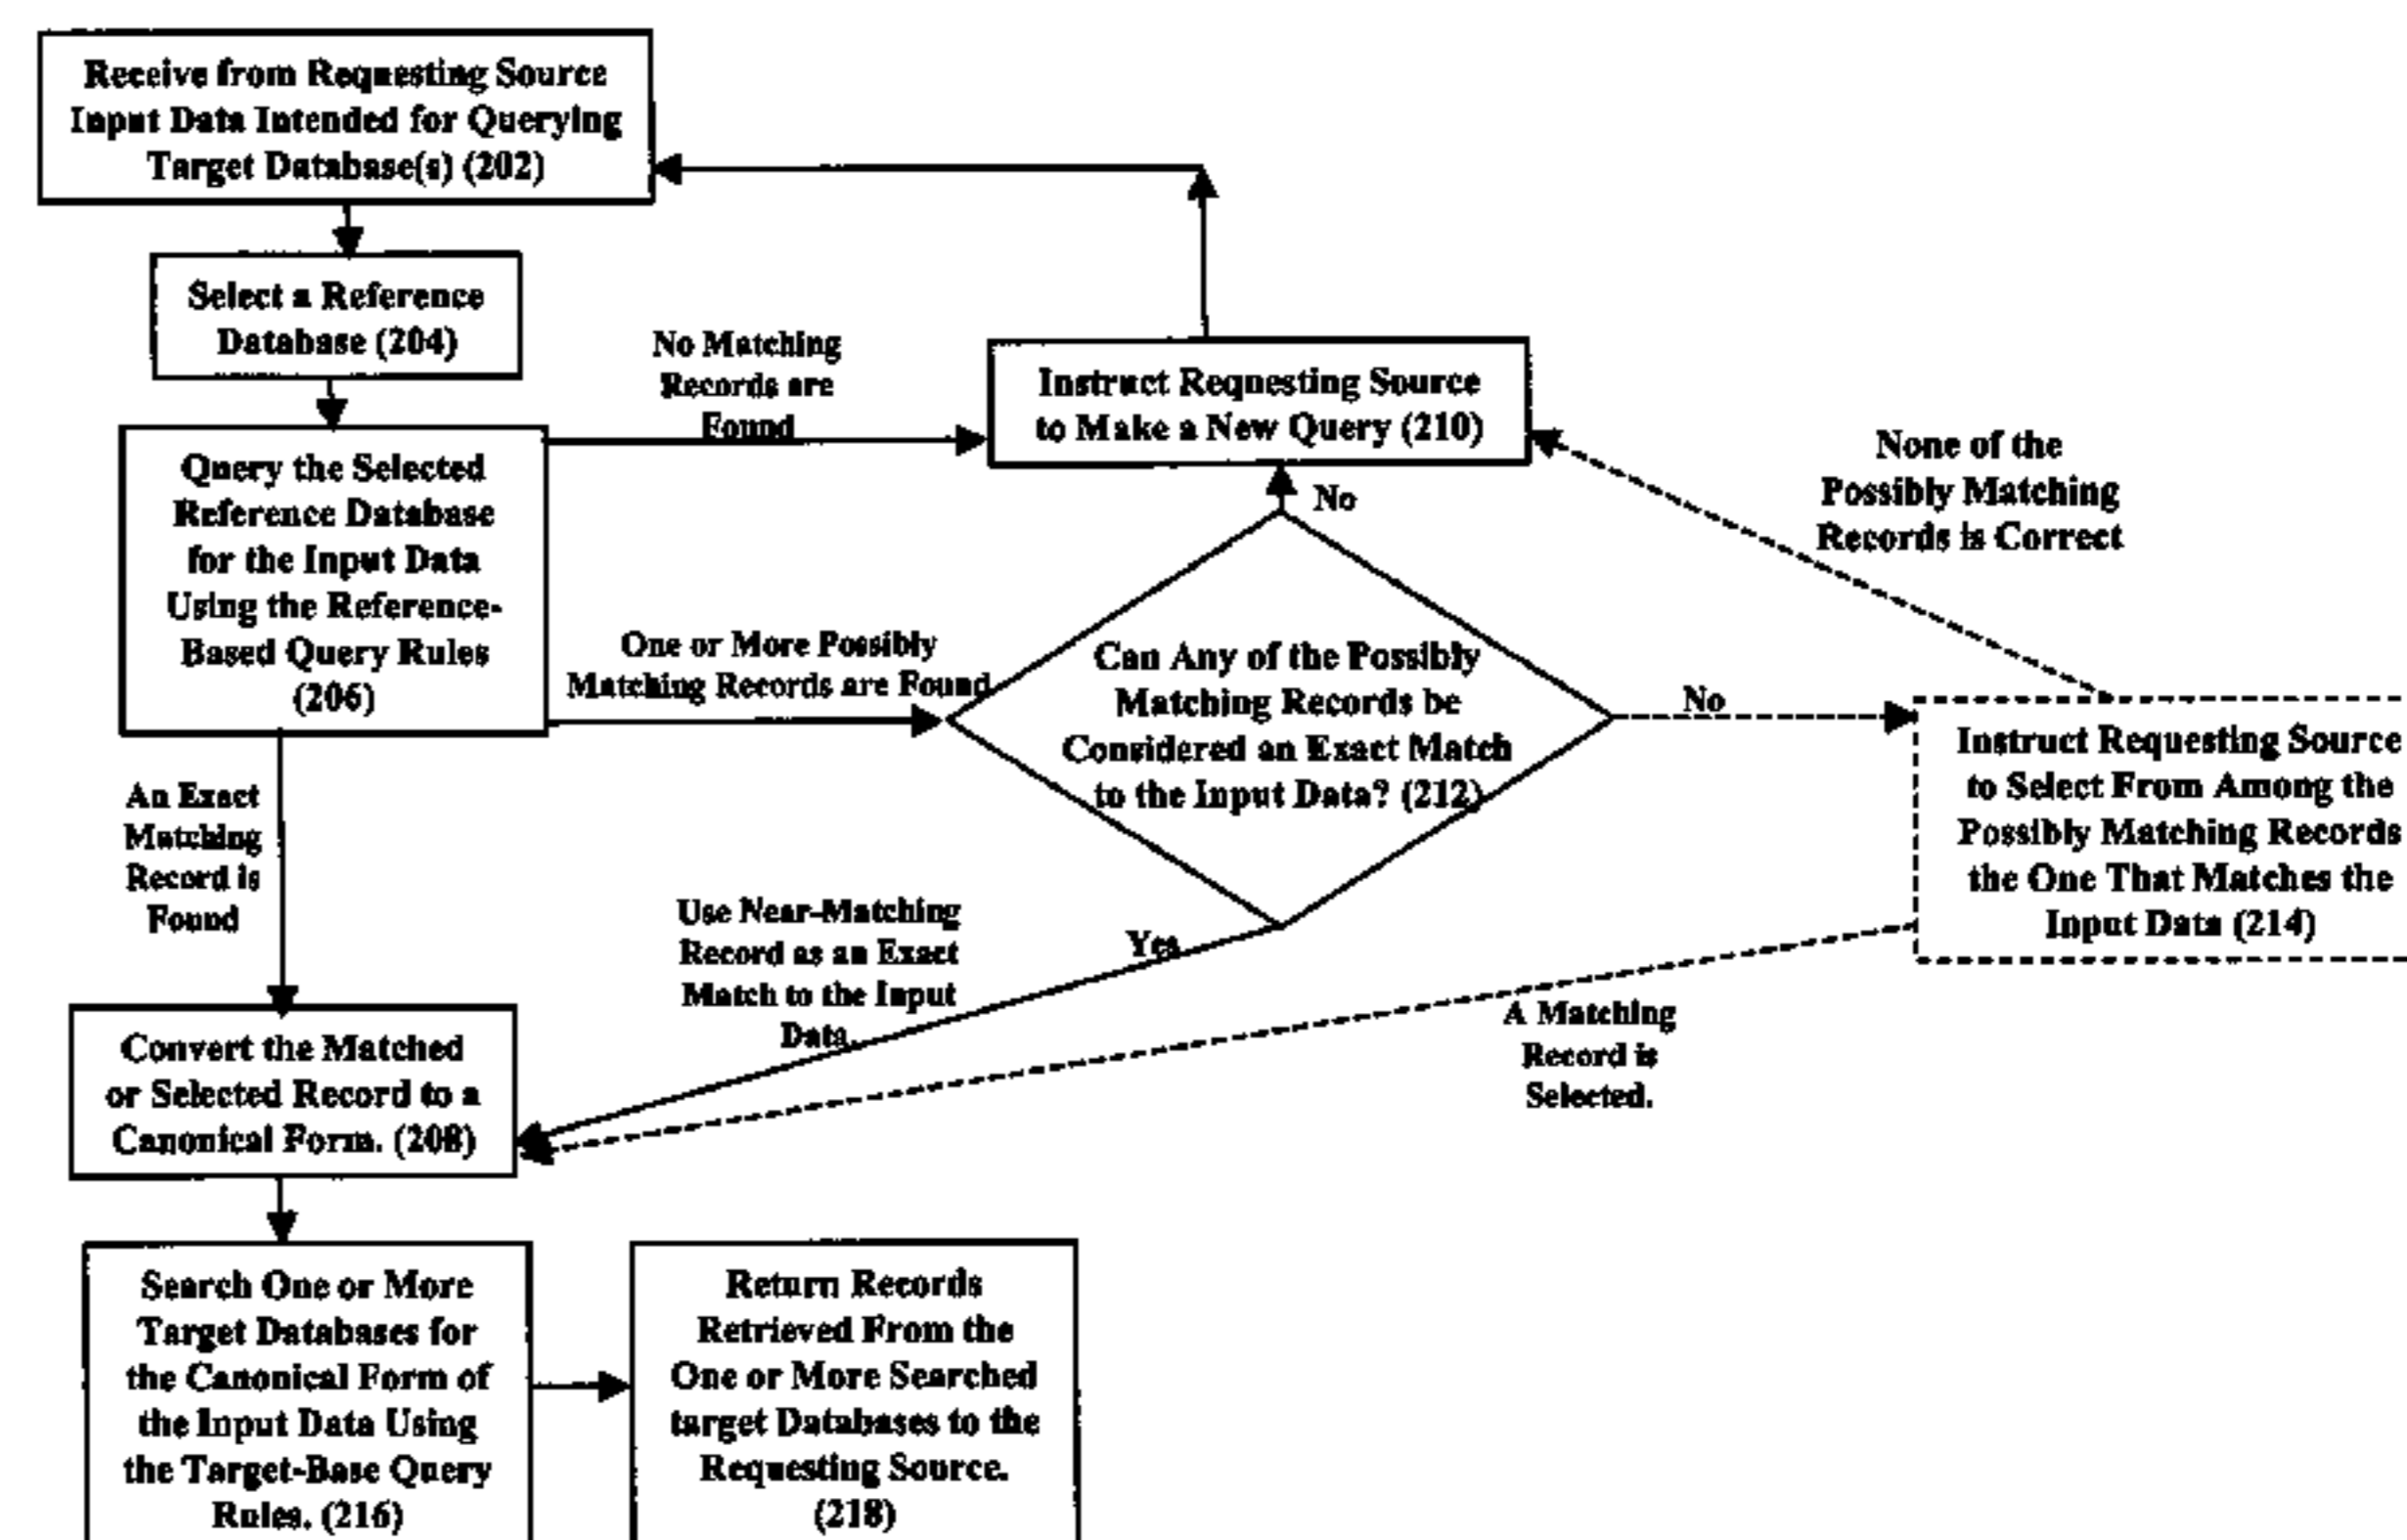 Receive from Requesting Source
Input Data Intended for Querying
Target Database(s) (202)
Select a Reference
Database (204)
No Matching
Records are
Found
Instruct Requesting Source
to Make a New Query (210)
None of the
Possibly Matching
Records is Correct
Query the Selected
Reference Database
for the Input Data
Using the Reference-
Based Query Rules
(206)
No
One or More Possibly
Matching Records are Found
Can Any of the Possibly
Matching Records be
Considered an Exact Match
to the Input Data? (212)
No
Instruct Requesting Source
to Select From Among the
Possibly Matching Records
the One That Matches the
Input Data (214)
An Exact
Matching
Record is
Found
Use Near-Matching
Record as an Exact
Match to the Input
Data.
Yes
A Matching
Record is
Selected.
Convert the Matched
or Selected Record to a
Canonical Form. (208)
Search One or More
Target Databases for
the Canonical Form of
the Input Data Using
the Target-Base Query
Rules. (216)
Return Records
Retrieved From the
One or More Searched
target Databases to the
Requesting Source.
(218)